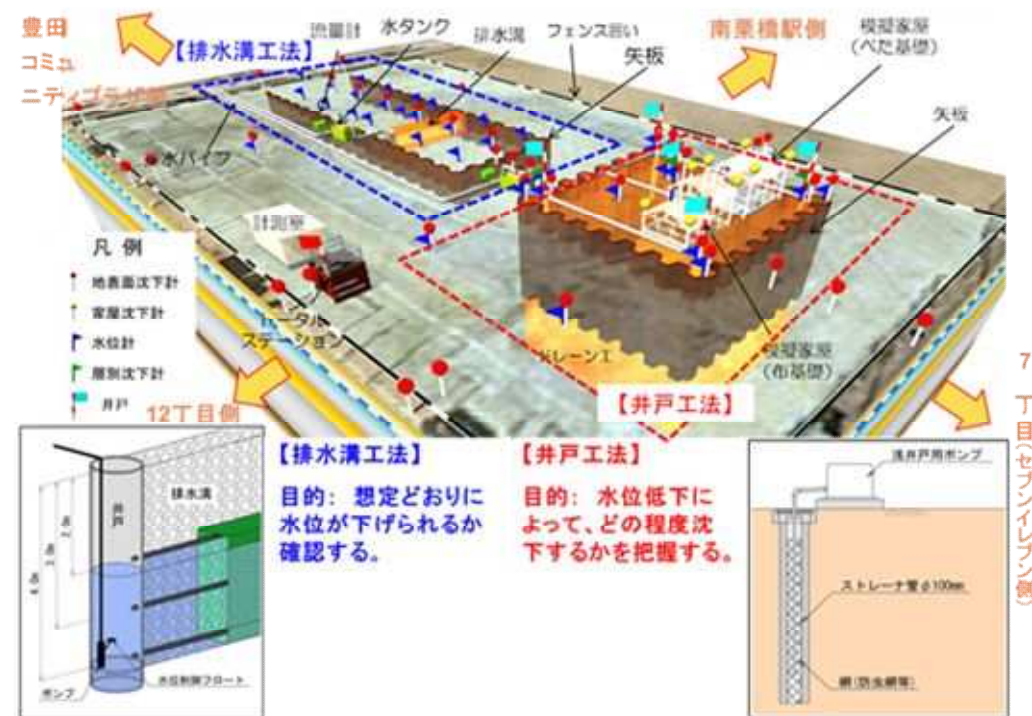 豊田
コミュ
ニティプラザ側
【排水溝工法】
流量計
水タンク
排水溝
フェンス囲い
矢板
南栗橋駅側
模擬家屋
(べた基礎)
矢板
計測室
凡 例
地表面沈下計
家屋沈下計
水位計
層別沈下計
井戸
トータル
ステーション
ドレーン工
模擬家屋
(布基礎)
【井戸工法】
12丁目側
7
丁目(セブンイレブン側)
【排水溝工法】
目的: 想定どおりに
水位が下げられるか
確認する。
【井戸工法】
目的: 水位低下に
よって、どの程度沈
下するかを把握する。
井戸
排水溝
ポンプ
水位制御フロート
浅井戸用ポンプ
ストレーナ管φ100mm
網(防虫網等)